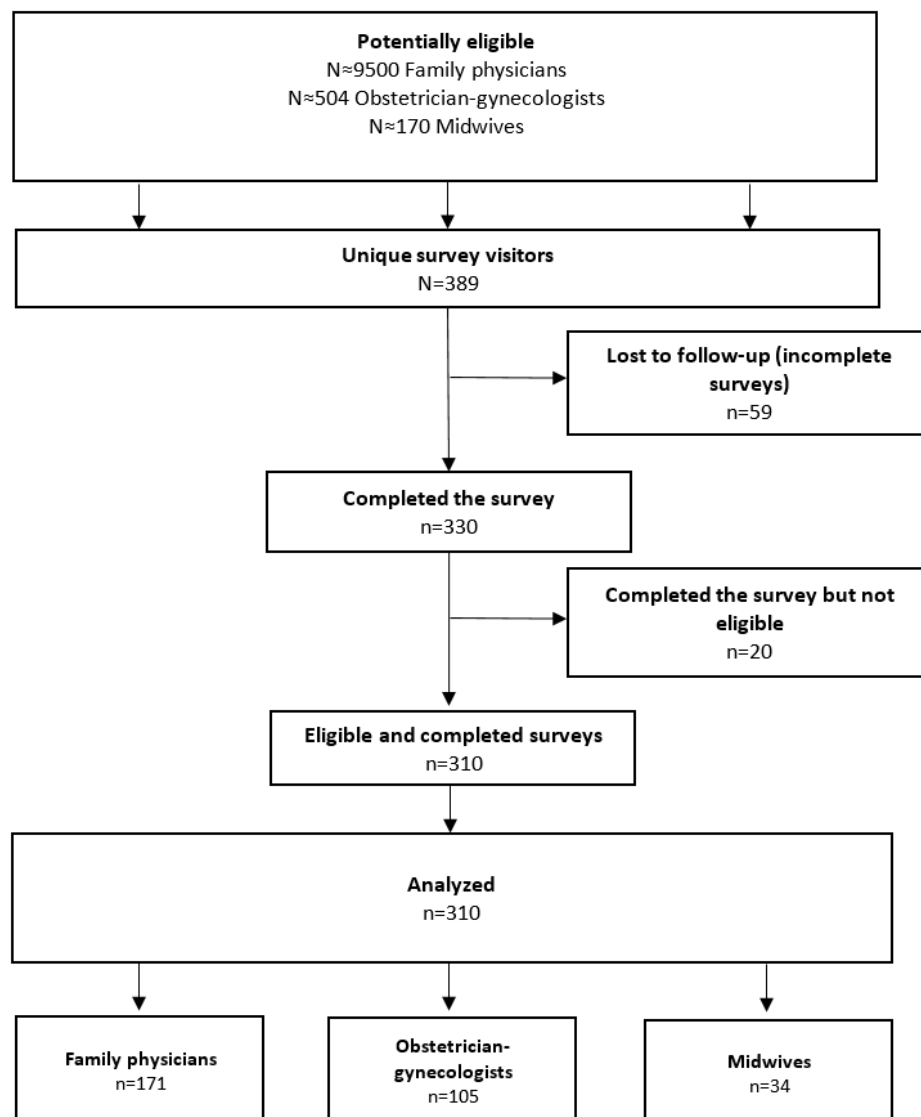 Potentially eligible
N≈9500 Family physicians
N≈504 Obstetrician-gynecologists
N≈170 Midwives
Unique survey visitors
N=389
Lost to follow-up (incomplete
surveys)
n=59
Completed the survey
n=330
Completed the survey but not
eligible
n=20
Eligible and completed surveys
n=310
Analyzed
n=310
Family physicians
n=171
Obstetrician-
gynecologists
n=105
Midwives
n=34